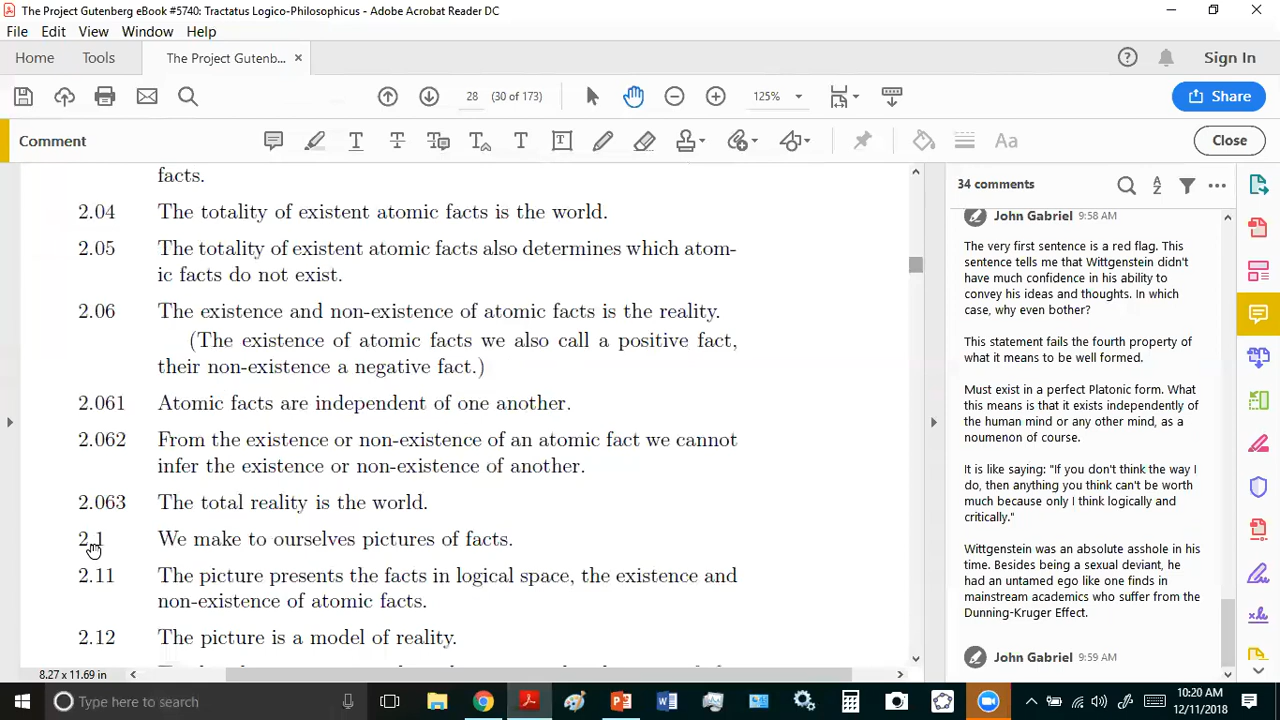 The Project Gutenberg eBook #5740: Tractatus Logico-Philosophicus - Adobe Acrobat Reader DC
File Edit View Window Help
Home Tools The Project Gutenb... ×
? Sign In
28 (30 of 173) 125% Share
Comment Close
facts.
2.04 The totality of existent atomic facts is the world.
2.05 The totality of existent atomic facts also determines which atom-
ic facts do not exist.
2.06 The existence and non-existence of atomic facts is the reality.
(The existence of atomic facts we also call a positive fact,
their non-existence a negative fact.)
2.061 Atomic facts are independent of one another.
2.062 From the existence or non-existence of an atomic fact we cannot
infer the existence or non-existence of another.
2.063 The total reality is the world.
2.1 We make to ourselves pictures of facts.
2.11 The picture presents the facts in logical space, the existence and
non-existence of atomic facts.
2.12 The picture is a model of reality.
8.27 x 11.69 in
34 comments
John Gabriel 9:58 AM
The very first sentence is a red flag. This
sentence tells me that Wittgenstein didn't
have much confidence in his ability to
convey his ideas and thoughts. In which
case, why even bother?
This statement fails the fourth property of
what it means to be well formed.
Must exist in a perfect Platonic form. What
this means is that it exists independently of
the human mind or any other mind, as a
noumenon of course.
It is like saying: "If you don't think the way I
do, then anything you think can't be worth
much because only I think logically and
critically."
Wittgenstein was an absolute asshole in his
time. Besides being a sexual deviant, he
had an untamed ego like one finds in
mainstream academics who suffer from the
Dunning-Kruger Effect.
John Gabriel 9:59 AM
Type here to search
10:20 AM
12/11/2018